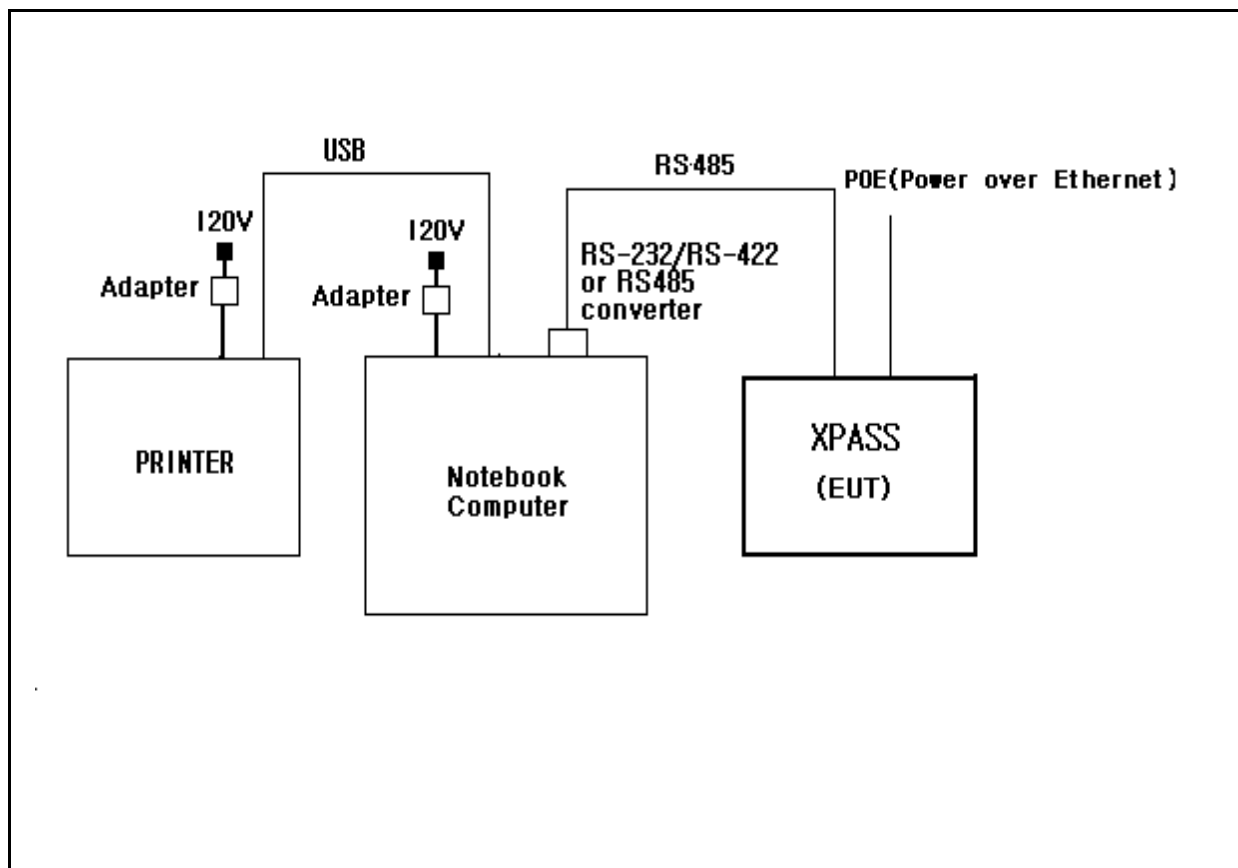 USB
RS485
POE(Power over Ethernet)
120V
120V
Adapter
Adapter
RS-232/RS-422
or RS485
converter
PRINTER
Notebook
Computer
XPASS
(EUT)